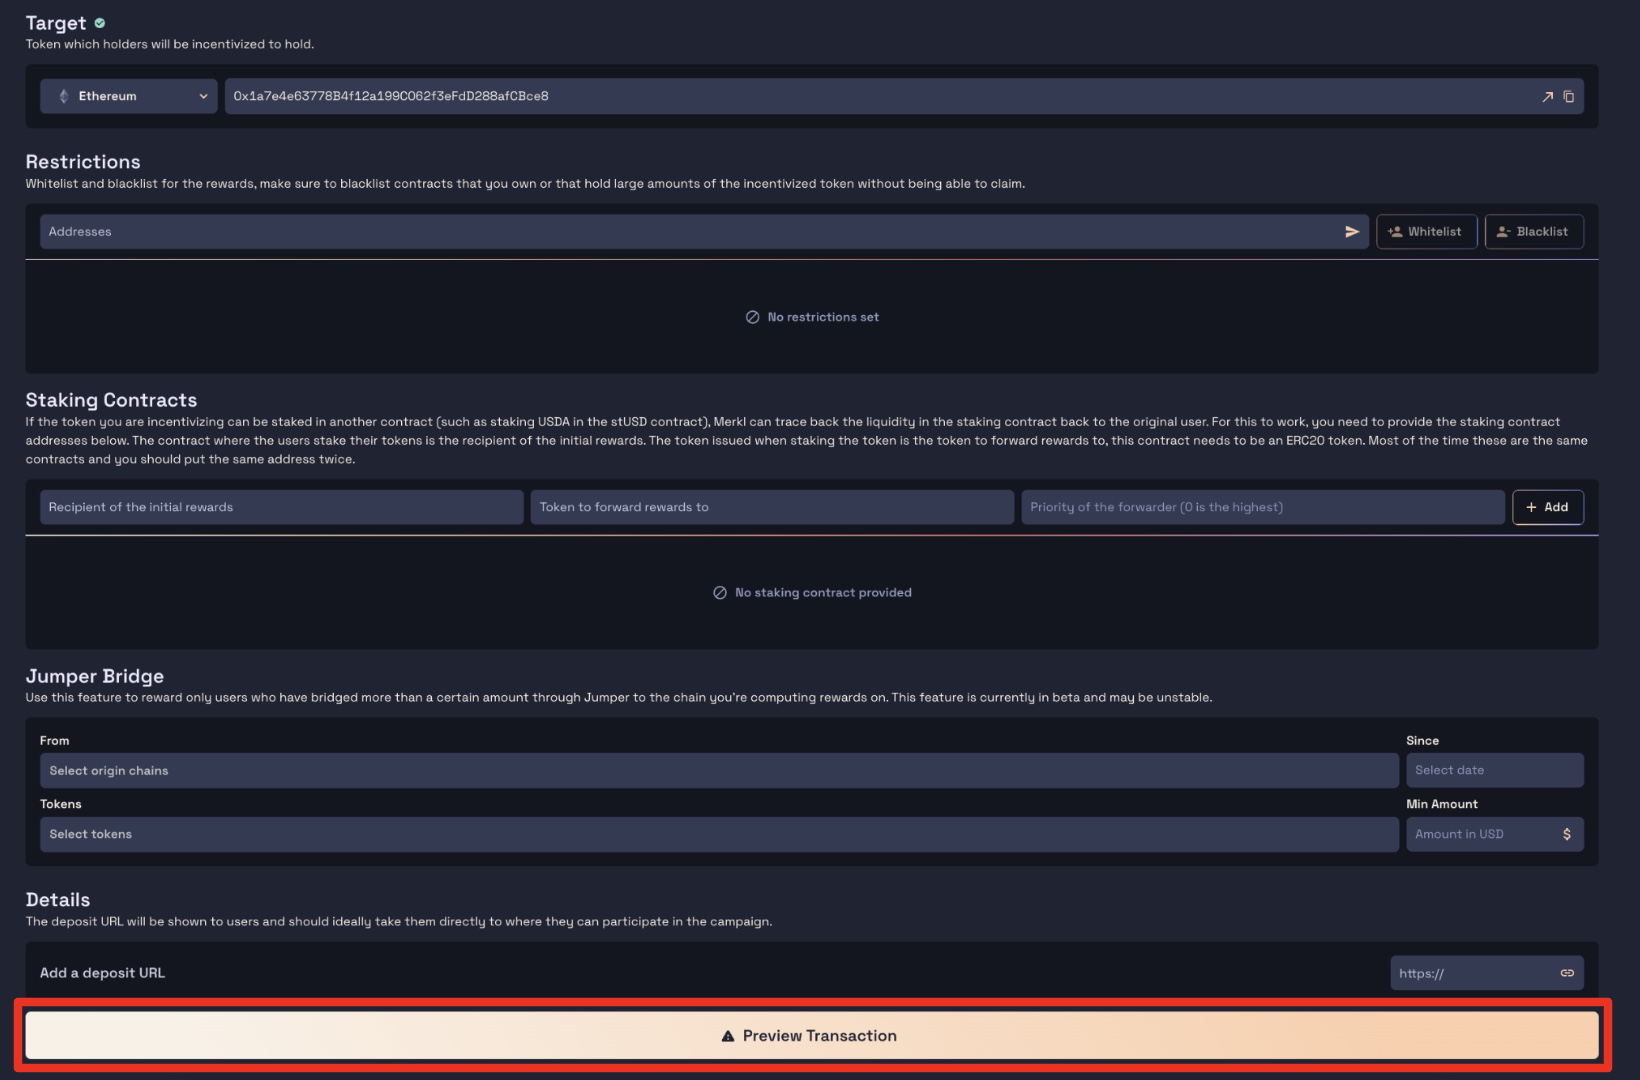 Target
Token which holders will be incentivized to hold.
Ethereum
0x1a7e4e63778B4f12a199C062f3eFdD288afCBce8
Restrictions
Whitelist and blacklist for the rewards, make sure to blacklist contracts that you own or that hold large amounts of the incentivized token without being able to claim.
Addresses
Whitelist
Blacklist
No restrictions set
Staking Contracts
If the token you are incentivizing can be staked in another contract (such as staking USDA in the stUSD contract), Merkl can trace back the liquidity in the staking contract back to the original user. For this to work, you need to provide the staking contract
addresses below. The contract where the users stake their tokens is the recipient of the initial rewards. The token issued when staking the token is the token to forward rewards to, this contract needs to be an ERC20 token. Most of the time these are the same
contracts and you should put the same address twice.
Recipient of the initial rewards
Token to forward rewards to
Priority of the forwarder (0 is the highest)
+ Add
No staking contract provided
Jumper Bridge
Use this feature to reward only users who have bridged more than a certain amount through Jumper to the chain you're computing rewards on. This feature is currently in beta and may be unstable.
From
Since
Select origin chains
Select date
Tokens
Min Amount
Select tokens
Amount in USD
$
Details
The deposit URL will be shown to users and should ideally take them directly to where they can participate in the campaign.
Add a deposit URL
https://
Preview Transaction